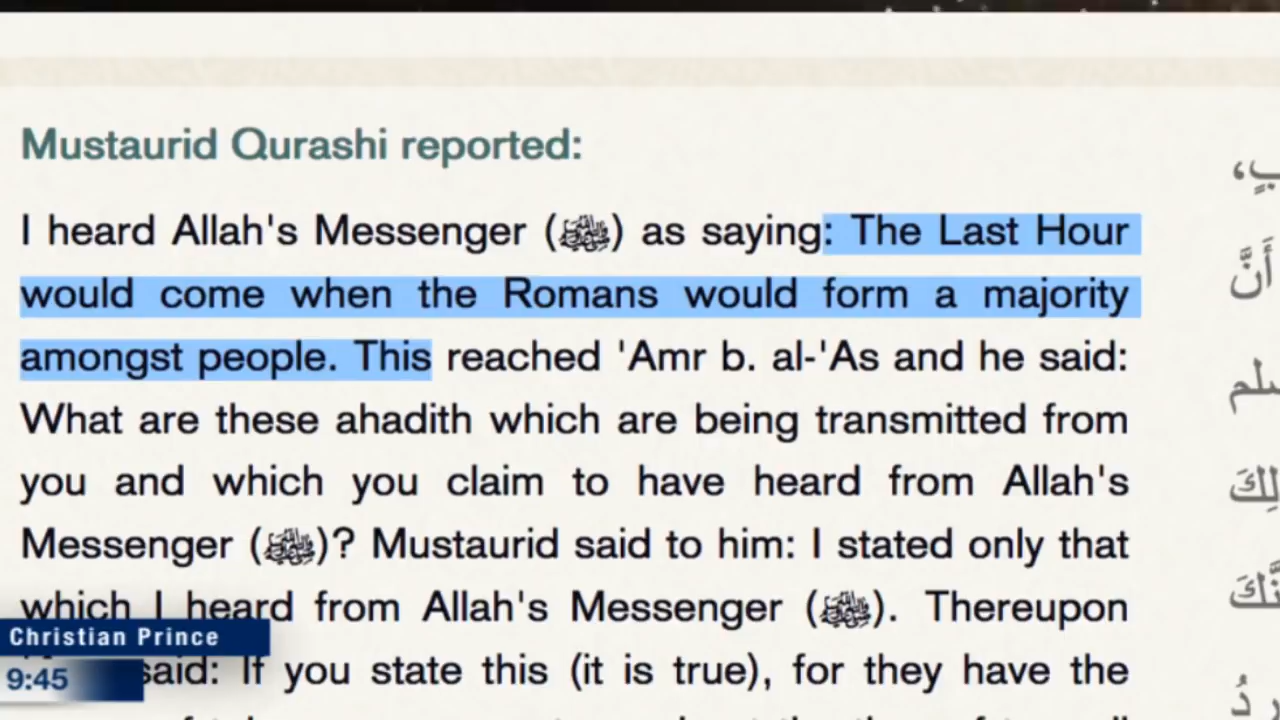 Mustaurid Qurashi reported:
I heard Allah's Messenger (ﷺ) as saying: The Last Hour
would come when the Romans would form a majority
amongst people. This reached 'Amr b. al-'As and he said:
What are these ahadith which are being transmitted from
you and which you claim to have heard from Allah's
Messenger (ﷺ)? Mustaurid said to him: I stated only that
which I heard from Allah's Messenger (ﷺ). Thereupon
said: If you state this (it is true), for they have the
أَنَّ
Christian Prince
9:45